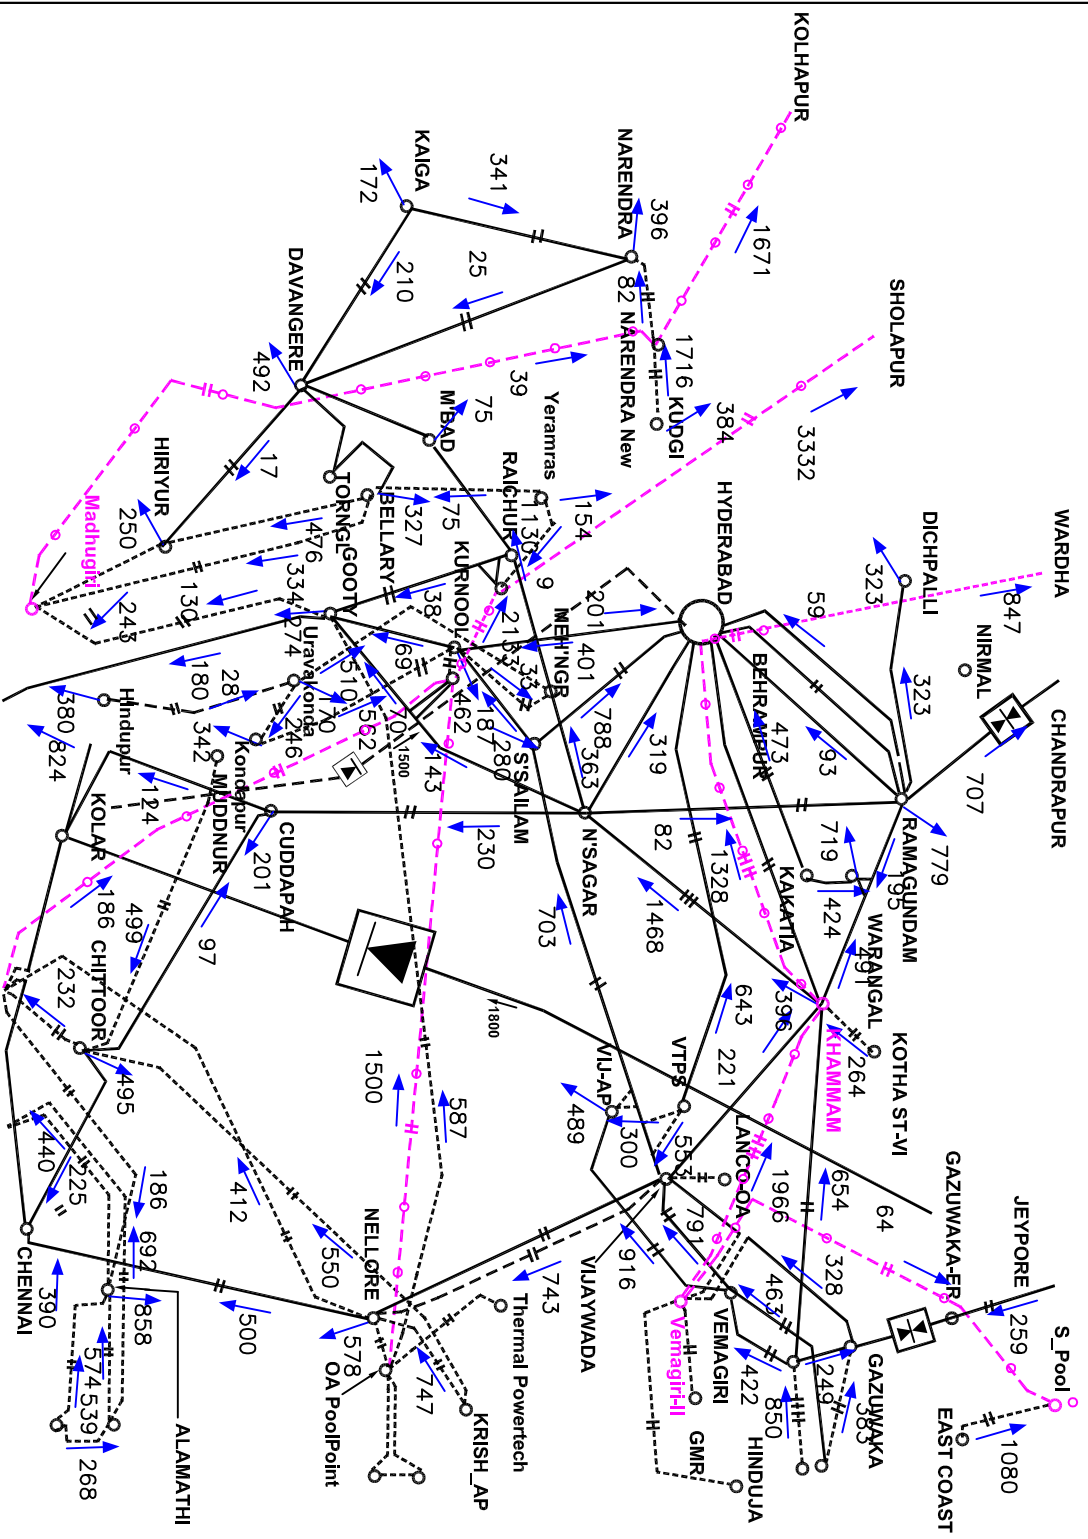 KOLHAPUR
1671
SHOLAPUR
3332
WARDHA
847
NIRMAL
CHANDRAPUR
707
DICHPALLI
323
323
59
HYDERABAD
NARENDRA
396
82
NARENDRA New
1716
KUDGI
384
KAIGA
172
341
210
25
DAVANGERE
492
39
17
HIRIYUR
250
M'BAD
75
Yeramras
154
RAICHUR
1130
9
TORNGL
BELLARY
327
75
GOOTY
KURNOOL
38
476
334
130
243
Madhugiri
274
Uravakonda
180
28
342
246
70
510
562
69
213
MEH'NGR
201
401
788
319
363
462
87
280
S'SAILAM
143
1500
Hindupur
380
824
Kondapur
MUDDNUR
124
KOLAR
CUDDAPAH
201
230
N'SAGAR
BEHRAMPUR
473
93
719
195
779
RAMAGUNDAM
82
1328
KAKATIA
424
WARANGAL
491
KOTHA ST-VI
264
KHAMMAM
396
1468
703
643
221
186
499
97
CHITTOOR
232
495
440
225
186
692
CHENNAI
390
858
574
539
268
ALAMATHI
500
412
550
NELLORE
578
OA PoolPoint
747
KRISH_AP
Thermal Powertech
743
1500
587
1800
VIJ-AP
489
300
VTPS
553
LANCO-OA
791
916
VIJAYWADA
1966
654
64
328
463
VEMAGIRI
Vemagiri-II
422
850
249
383
GAZUWAKA
GMR
HINDUJA
GAZUWAKA-ER
JEYPORE
259
S_Pool
EAST COAST
1080